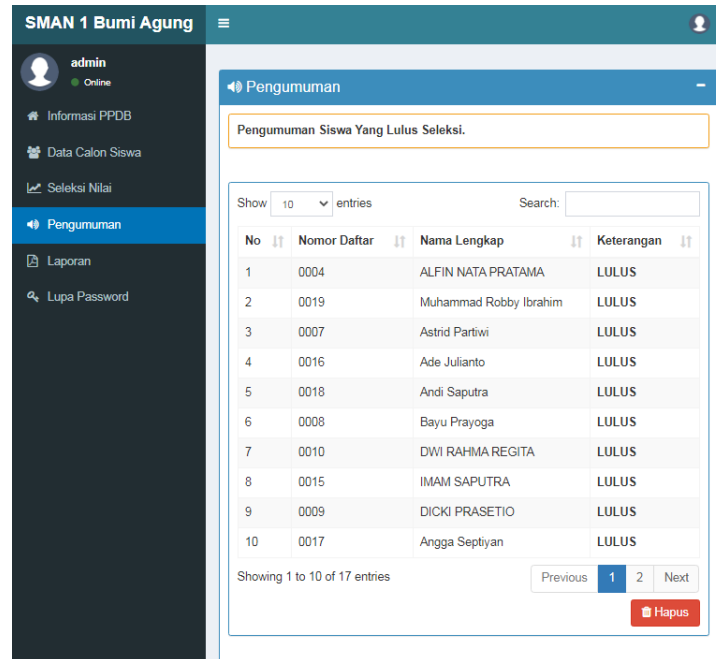 SMAN 1 Bumi Agung
admin
Online
Informasi PPDB
Data Calon Siswa
Seleksi Nilai
Pengumuman
Laporan
Lupa Password
Pengumuman
Pengumuman Siswa Yang Lulus Seleksi.
Show 10 entries Search:
No Nomor Daftar Nama Lengkap Keterangan
1 0004 ALFIN NATA PRATAMA LULUS
2 0019 Muhammad Robby Ibrahim LULUS
3 0007 Astrid Partiwi LULUS
4 0016 Ade Julianto LULUS
5 0018 Andi Saputra LULUS
6 0008 Bayu Prayoga LULUS
7 0010 DWI RAHMA REGITA LULUS
8 0015 IMAM SAPUTRA LULUS
9 0009 DICKI PRASETIO LULUS
10 0017 Angga Septiyan LULUS
Showing 1 to 10 of 17 entries Previous 1 2 Next
Hapus